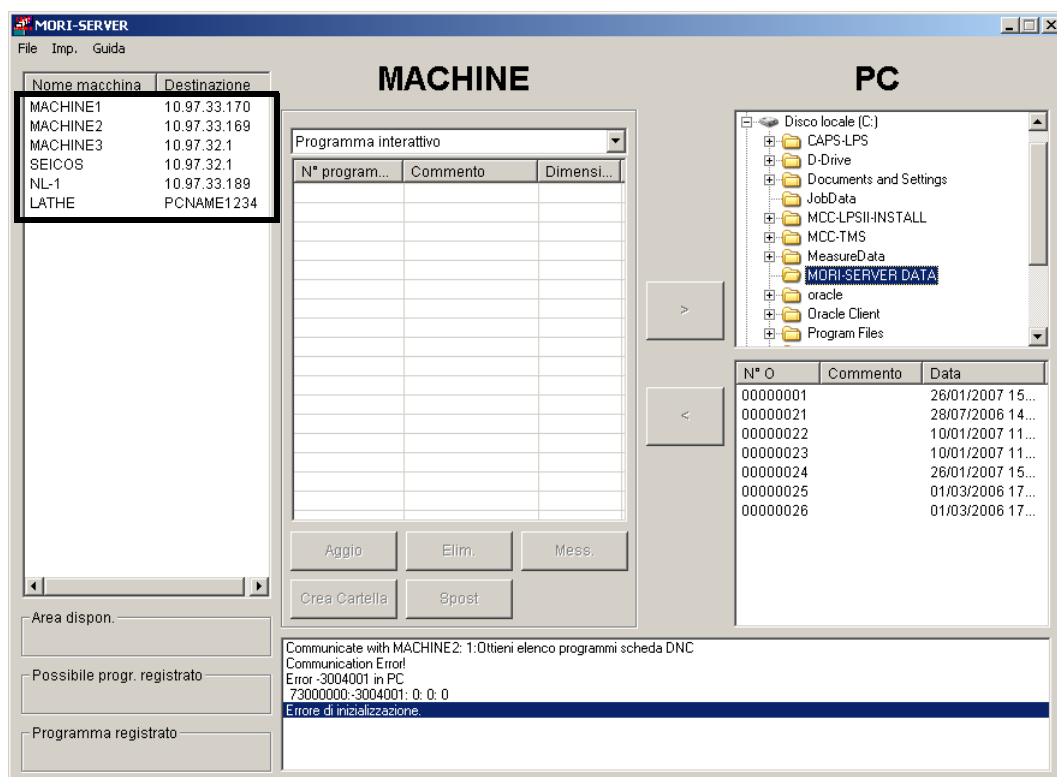 MORI-SERVER
File Imp. Guida
MACHINE
PC
Nome macchina Destinazione
MACHINE1 10.97.33.170
MACHINE2 10.97.33.169
MACHINE3 10.97.32.1
SEICOS 10.97.32.1
NL-1 10.97.33.189
LATHE PCNAME1234
Programma interattivo
N° program... Commento Dimensi...
Disco locale (C:)
CAPS-LPS
D-Drive
Documents and Settings
JobData
MCC-LPSII-INSTALL
MCC-TMS
MeasureData
MORI-SERVER DATA
oracle
Oracle Client
Program Files
>
<
N° O Commento Data
00000001 26/01/2007 15...
00000021 28/07/2006 14...
00000022 10/01/2007 11...
00000023 10/01/2007 11...
00000024 26/01/2007 15...
00000025 01/03/2006 17...
00000026 01/03/2006 17...
Aggio Elim. Mess.
Crea Cartella Spost
Area dispon.
Possibile progr. registrato
Programma registrato
Communicate with MACHINE2: 1:Ottieni elenco programmi scheda DNC
Communication Error!
Error -3004001 in PC
73000000:-3004001: 0: 0: 0
Errore di inizializzazione.